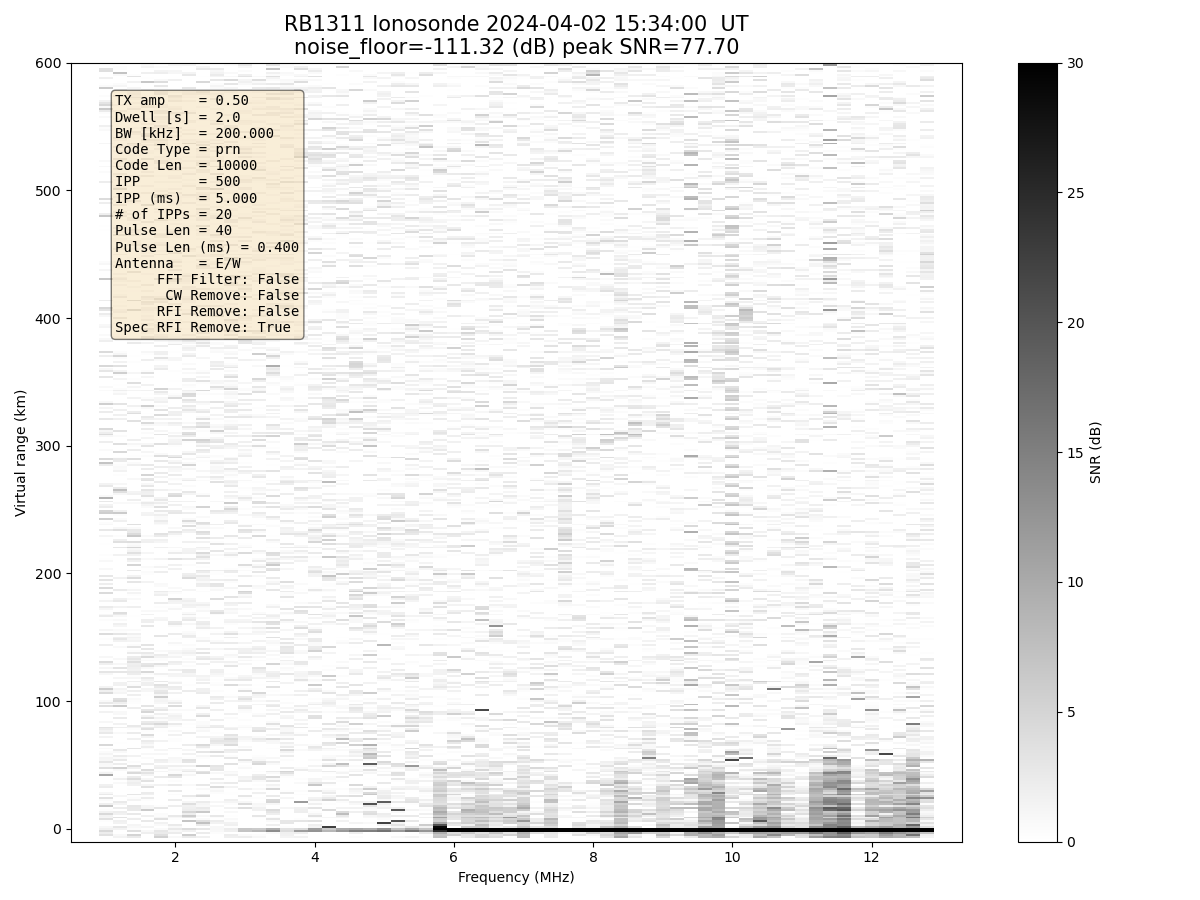 RB1311 Ionosonde 2024-04-02 15:34:00  UT
noise_floor=-111.32 (dB) peak SNR=77.70
TX amp    = 0.50
Dwell [s] = 2.0
BW [kHz]  = 200.000
Code Type = prn
Code Len  = 10000
IPP       = 500
IPP (ms)  = 5.000
# of IPPs = 20
Pulse Len = 40
Pulse Len (ms) = 0.400
Antenna   = E/W
FFT Filter: False
CW Remove: False
RFI Remove: False
Spec RFI Remove: True
600
500
400
300
200
100
0
Virtual range (km)
2 4 6 8 10 12
Frequency (MHz)
30
25
20
15
10
5
0
SNR (dB)